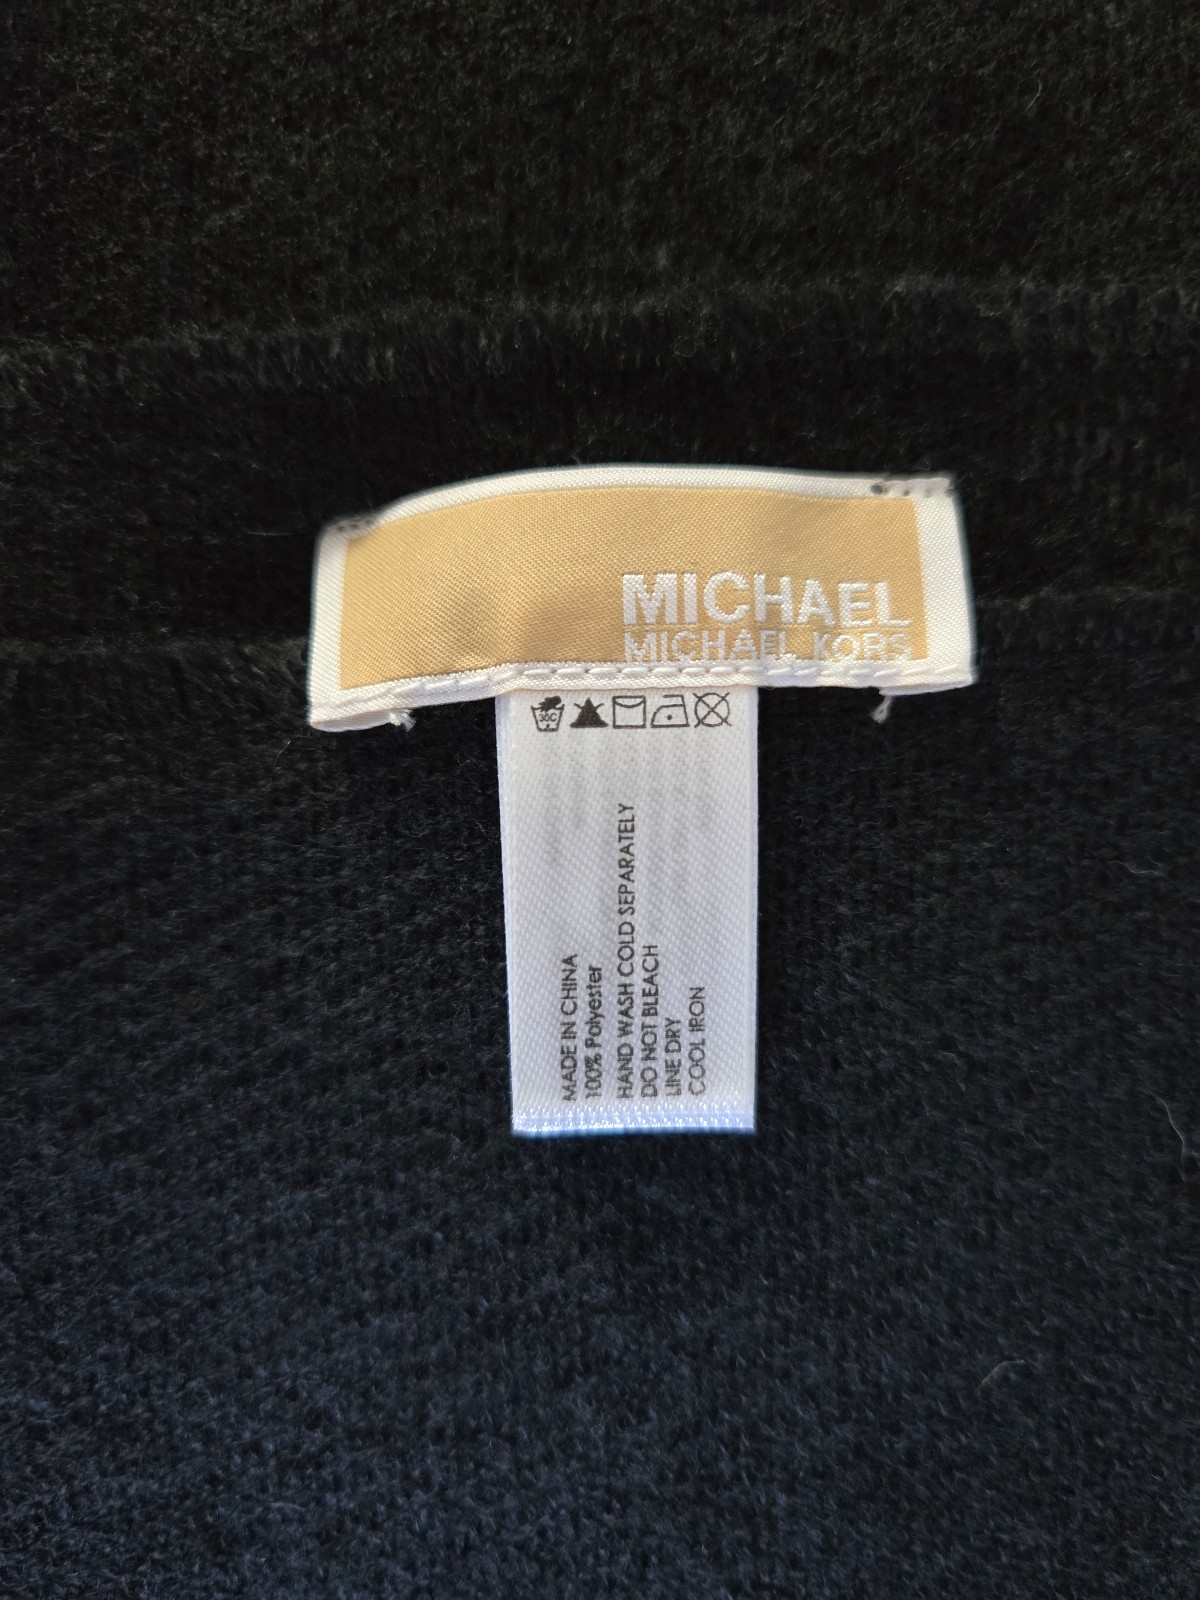 MICHAEL
MICHAEL KORS
30C
MADE IN CHINA
100% Polyester
HAND WASH COLD SEPARATELY
DO NOT BLEACH
LINE DRY
COOL IRON